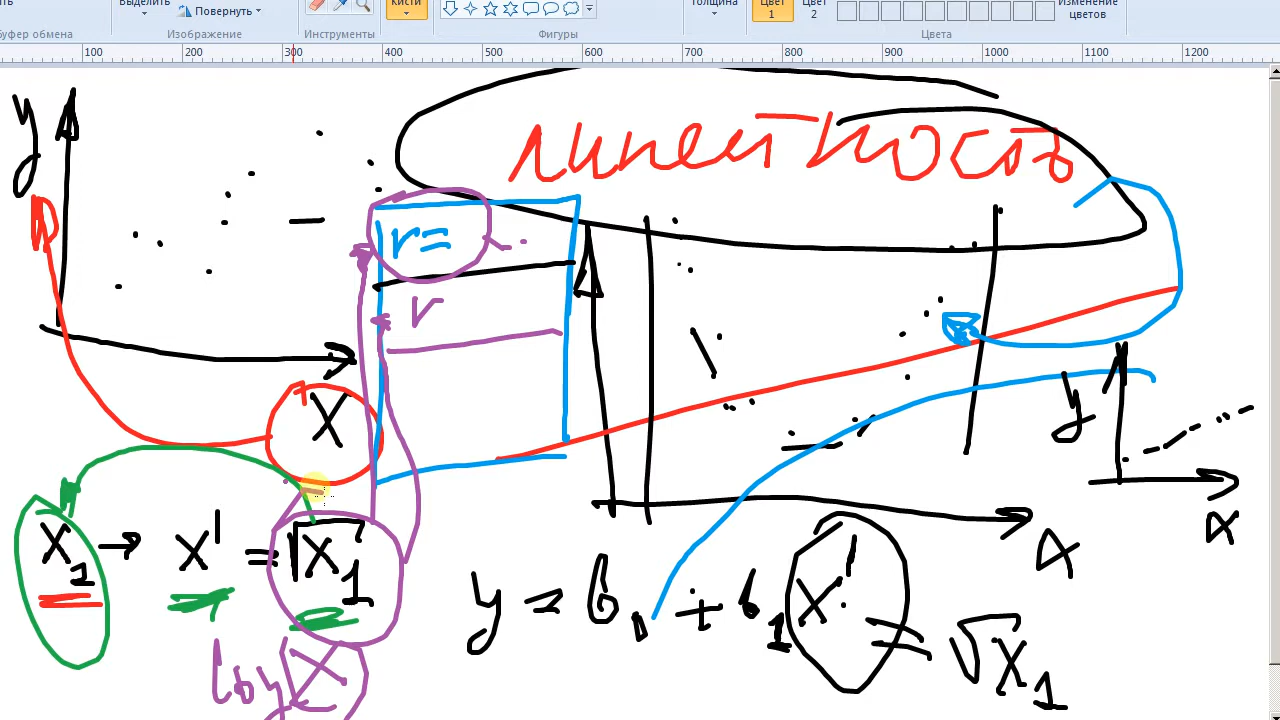 Выделить
Повернуть
Кисти
Толщина
Цвет 1
Цвет 2
Изменение цветов
буфер обмена
Изображение
Инструменты
Фигуры
Цвета
100 200 300 400 500 600 700 800 900 1000 1100 1200
y
линейность
r=
r
X
y
x
x
X₁ → X' = √X₁
y = b₀ + b₁X' = √X₁
log X